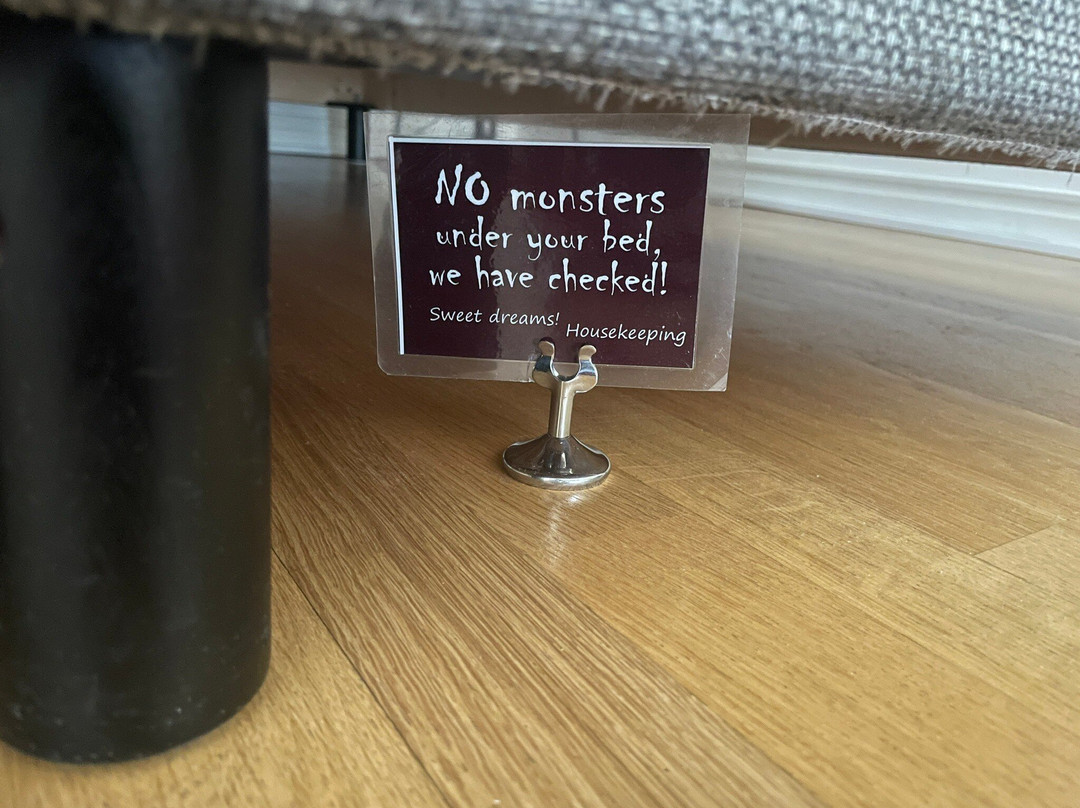 NO monsters
under your bed,
we have checked!
Sweet dreams!
Housekeeping